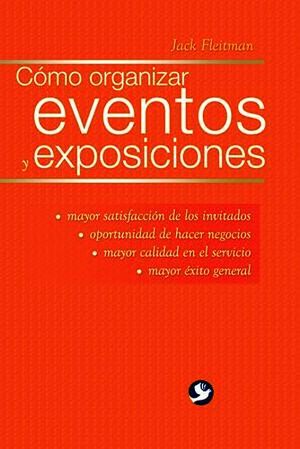 Jack Fleitman
Cómo organizar
eventos
y exposiciones
• mayor satisfacción de los invitados
• oportunidad de hacer negocios
• mayor calidad en el servicio
• mayor éxito general